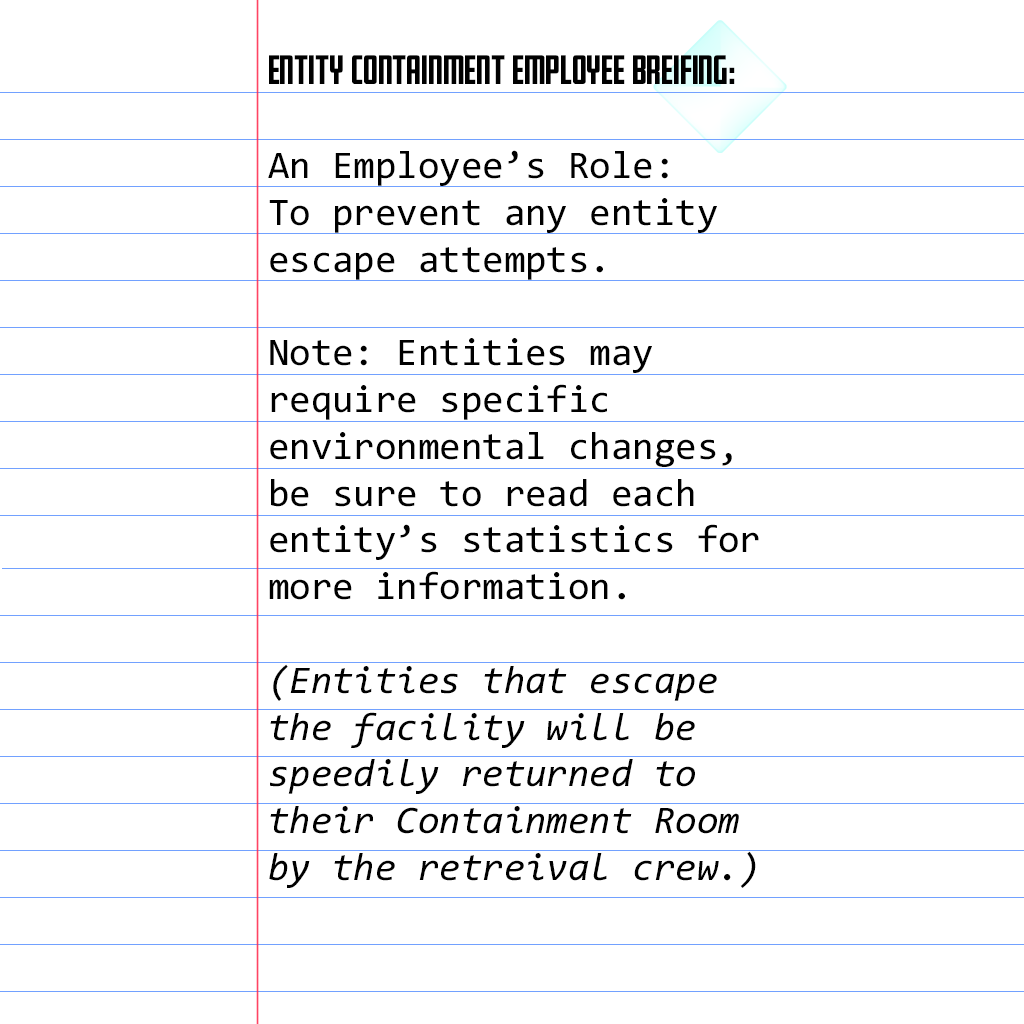 ENTITY CONTAINMENT EMPLOYEE BREIFING:
An Employee’s Role:
To prevent any entity
escape attempts.
Note: Entities may
require specific
environmental changes,
be sure to read each
entity’s statistics for
more information.
(Entities that escape
the facility will be
speedily returned to
their Containment Room
by the retreival crew.)